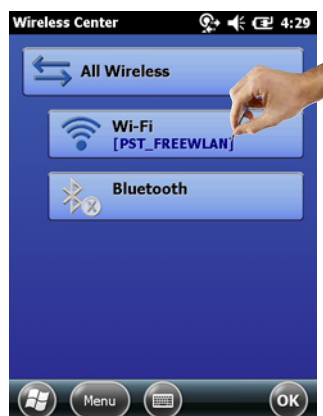 Wireless Center 4:29
All Wireless
Wi-Fi
[PST_FREEWLAN]
Bluetooth
Menu OK